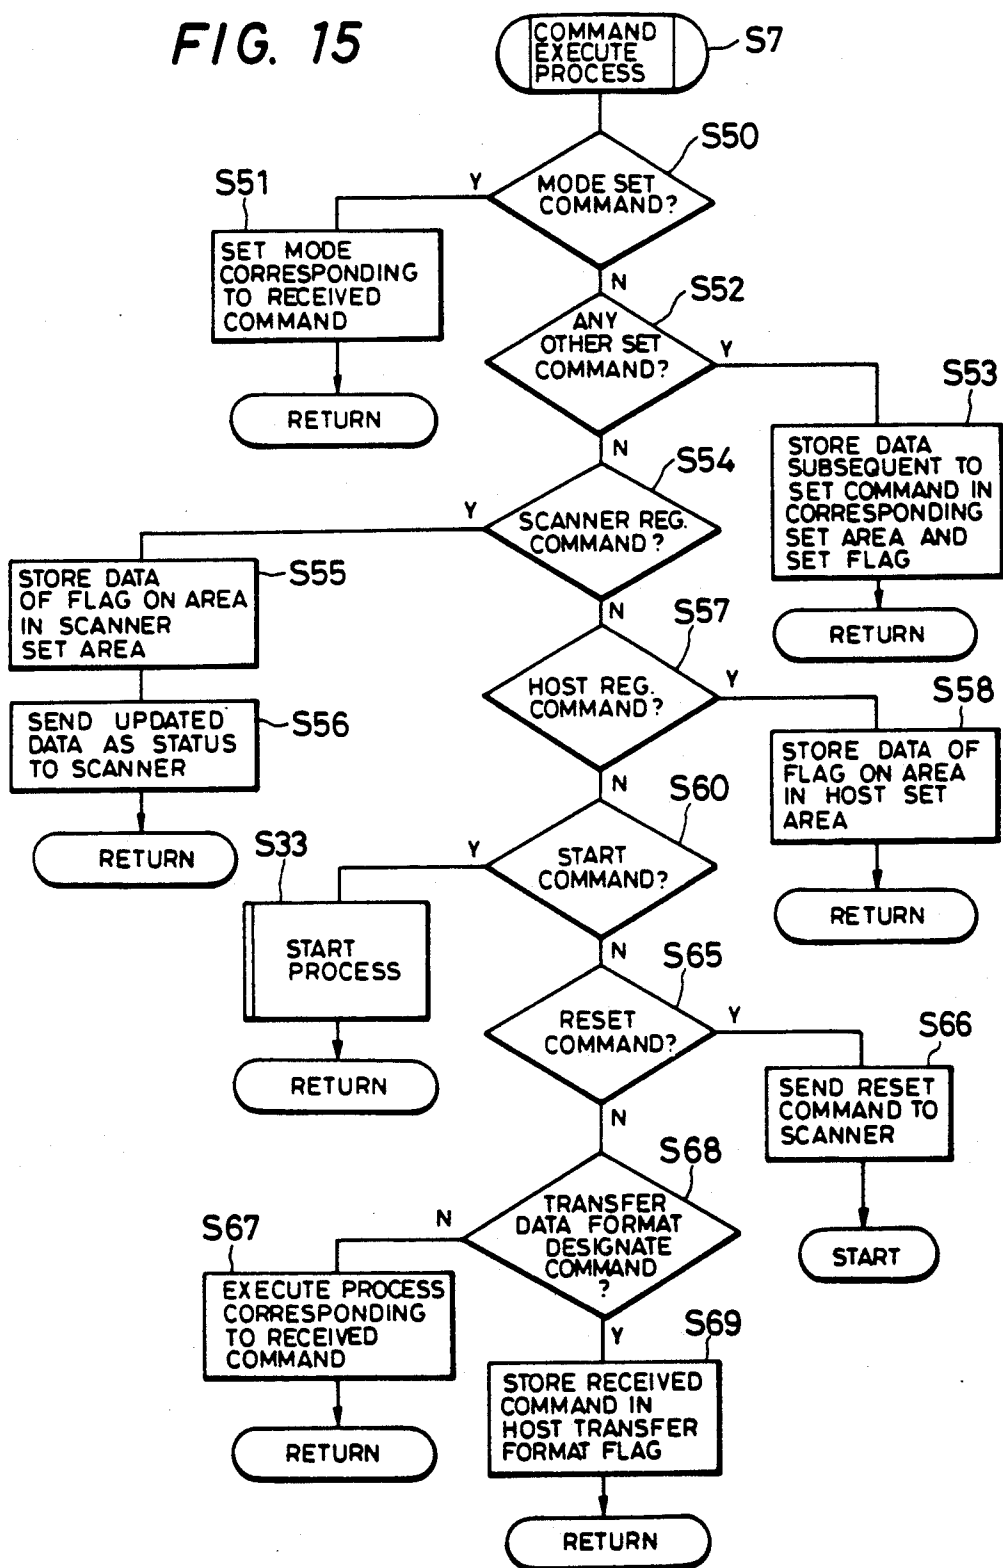 FIG. 15
COMMAND
EXECUTE
PROCESS
S7
S50
MODE SET
COMMAND?
Y
N
S51
SET MODE
CORRESPONDING
TO RECEIVED
COMMAND
RETURN
S52
ANY
OTHER SET
COMMAND?
Y
N
S53
STORE DATA
SUBSEQUENT TO
SET COMMAND IN
CORRESPONDING
SET AREA AND
SET FLAG
RETURN
S54
SCANNER REG.
COMMAND?
Y
N
S55
STORE DATA
OF FLAG ON AREA
IN SCANNER
SET AREA
S56
SEND UPDATED
DATA AS STATUS
TO SCANNER
RETURN
S57
HOST REG.
COMMAND?
Y
N
S58
STORE DATA OF
FLAG ON AREA
IN HOST SET
AREA
RETURN
S60
START
COMMAND?
Y
N
S33
START
PROCESS
RETURN
S65
RESET
COMMAND?
Y
N
S66
SEND RESET
COMMAND TO
SCANNER
START
S68
TRANSFER
DATA FORMAT
DESIGNATE
COMMAND
?
N
Y
S67
EXECUTE PROCESS
CORRESPONDING
TO RECEIVED
COMMAND
RETURN
S69
STORE RECEIVED
COMMAND IN
HOST TRANSFER
FORMAT FLAG
RETURN